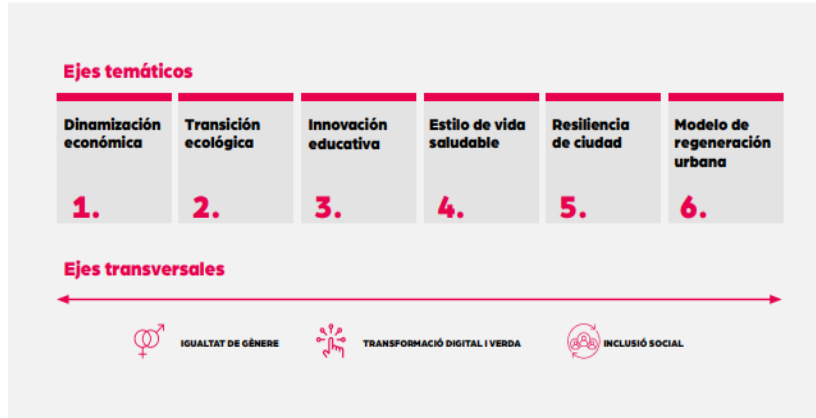 Ejes temáticos
Dinamización
económica
1.
Transición
ecológica
2.
Innovación
educativa
3.
Estilo de vida
saludable
4.
Resiliencia
de ciudad
5.
Modelo de
regeneración
urbana
6.
Ejes transversales
IGUALTAT DE GÈNERE
TRANSFORMACIÓ DIGITAL I VERDA
INCLUSIÓ SOCIAL